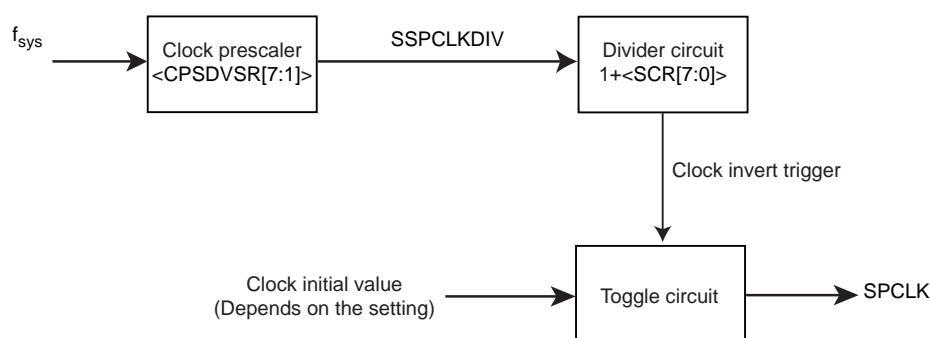 f_sys
Clock prescaler
<CPSDVSR[7:1]>
SSPCLKDIV
Divider circuit
1+<SCR[7:0]>
Clock invert trigger
Clock initial value
(Depends on the setting)
Toggle circuit
SPCLK